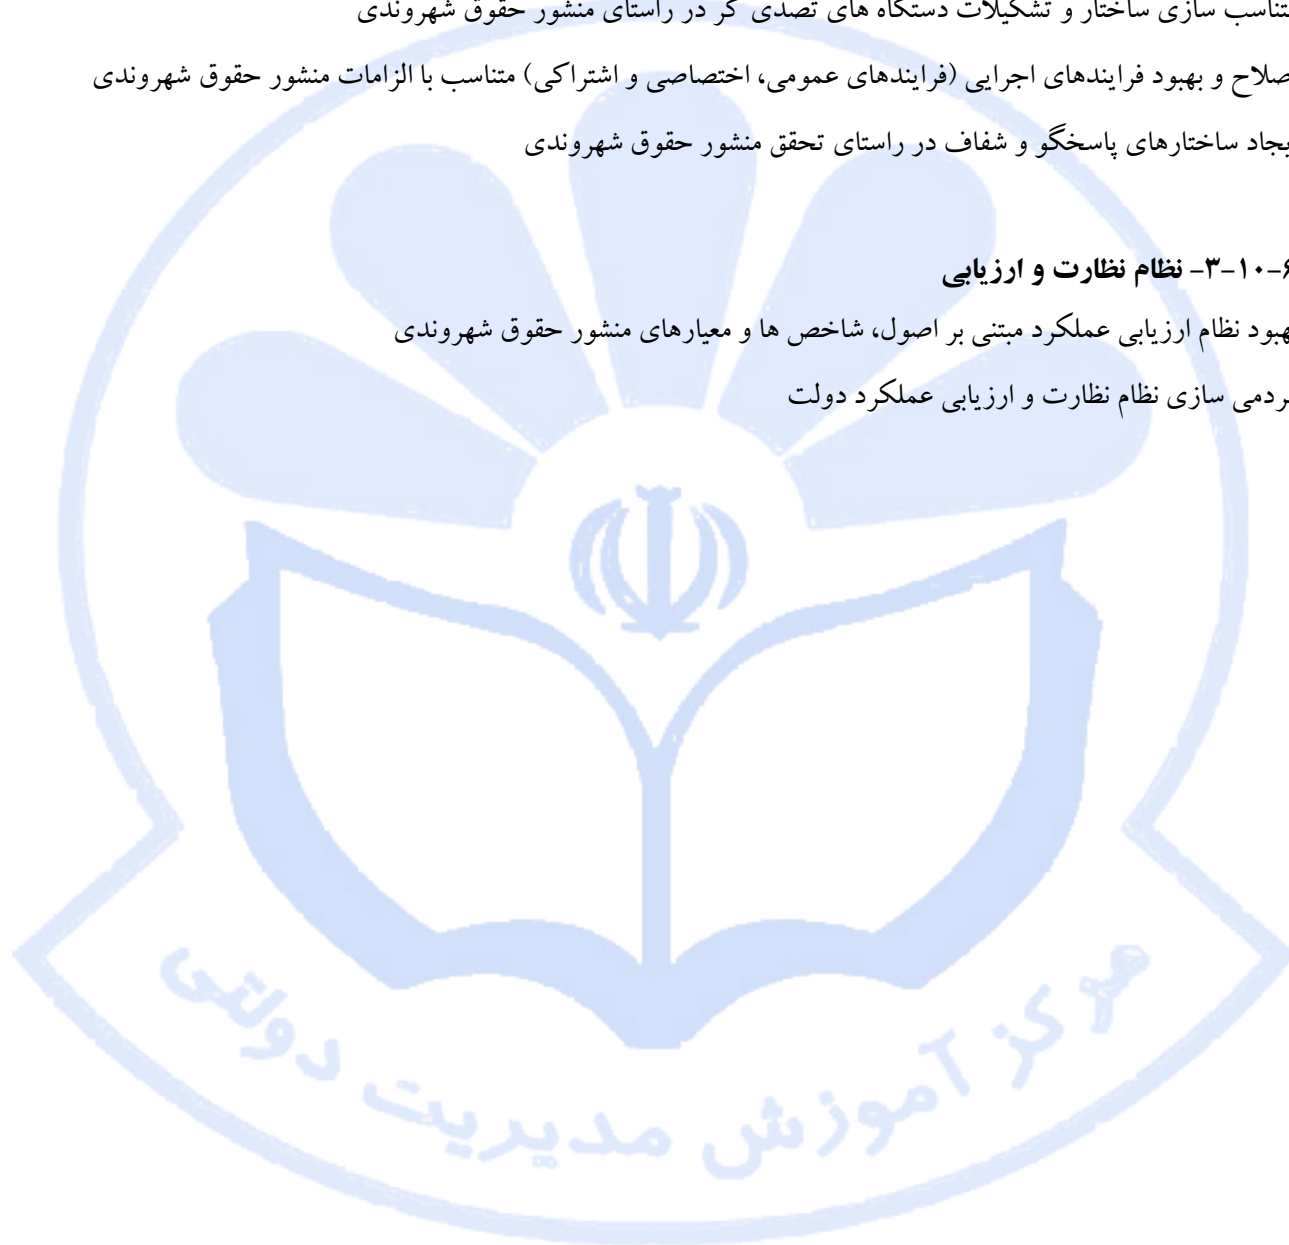 متناسب سازی ساختار و تشکیلات دستگاه های تصدی گر در راستای منشور حقوق شهروندی
صلاح و بهبود فرایندهای اجرایی (فرایندهای عمومی، اختصاصی و اشتراکی) متناسب با الزامات منشور حقوق شهروندی
یجاد ساختارهای پاسخگو و شفاف در راستای تحقق منشور حقوق شهروندی
۶-۱۰-۳- نظام نظارت و ارزیابی
هبود نظام ارزیابی عملکرد مبتنی بر اصول، شاخص ها و معیارهای منشور حقوق شهروندی
ردمی سازی نظام نظارت و ارزیابی عملکرد دولت
مرکز آموزش مدیریت دولتی